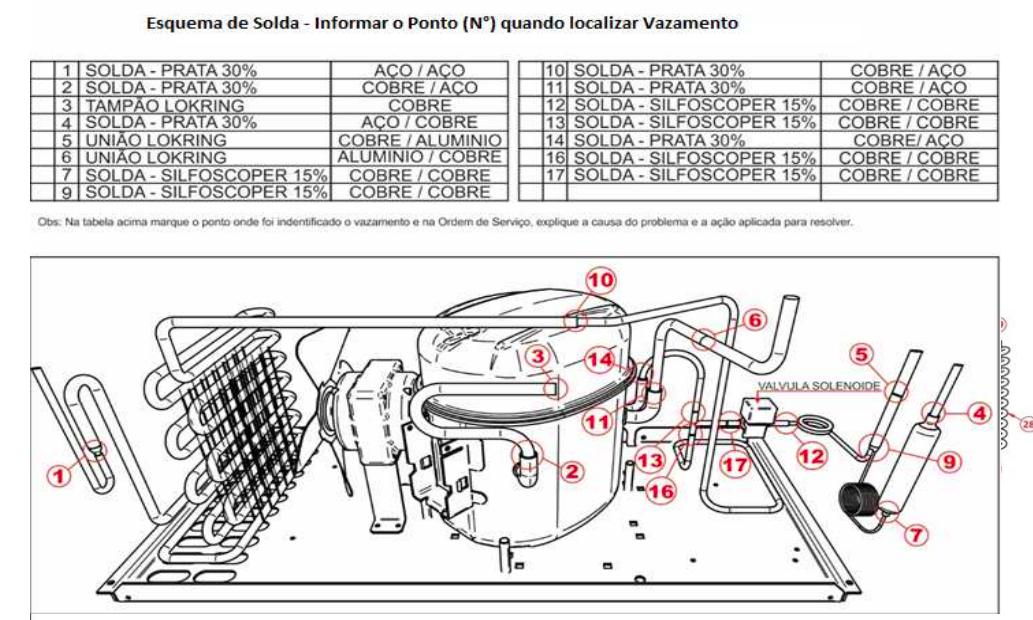 Esquema de Solda - Informar o Ponto (N°) quando localizar Vazamento
1 SOLDA - PRATA 30% AÇO / AÇO
2 SOLDA - PRATA 30% COBRE / AÇO
3 TAMPÃO LOKRING COBRE
4 SOLDA - PRATA 30% AÇO / COBRE
5 UNIÃO LOKRING COBRE / ALUMINIO
6 UNIÃO LOKRING ALUMINIO / COBRE
7 SOLDA - SILFOSCOPER 15% COBRE / COBRE
9 SOLDA - SILFOSCOPER 15% COBRE / COBRE
10 SOLDA - PRATA 30% COBRE / AÇO
11 SOLDA - PRATA 30% COBRE / AÇO
12 SOLDA - SILFOSCOPER 15% COBRE / COBRE
13 SOLDA - SILFOSCOPER 15% COBRE / COBRE
14 SOLDA - PRATA 30% COBRE/ AÇO
16 SOLDA - SILFOSCOPER 15% COBRE / COBRE
17 SOLDA - SILFOSCOPER 15% COBRE / COBRE
Obs: Na tabela acima marque o ponto onde foi indentificado o vazamento e na Ordem de Serviço, explique a causa do problema e a ação aplicada para resolver.
10
6
3
14
5
VALVULA SOLENOIDE
4
11
28
1
2
13
17
12
9
16
7